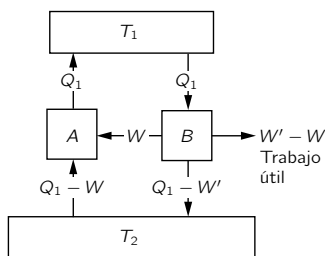 T₁
Q₁
Q₁
A
W
B
W′ − W
Trabajo
útil
Q₁ − W
Q₁ − W′
T₂